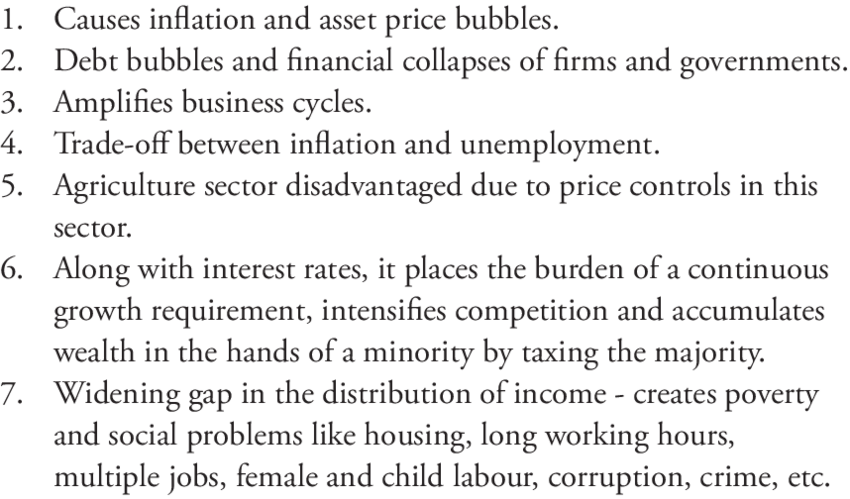 1. Causes inflation and asset price bubbles.
2. Debt bubbles and financial collapses of firms and governments.
3. Amplifies business cycles.
4. Trade-off between inflation and unemployment.
5. Agriculture sector disadvantaged due to price controls in this
sector.
6. Along with interest rates, it places the burden of a continuous
growth requirement, intensifies competition and accumulates
wealth in the hands of a minority by taxing the majority.
7. Widening gap in the distribution of income - creates poverty
and social problems like housing, long working hours,
multiple jobs, female and child labour, corruption, crime, etc.